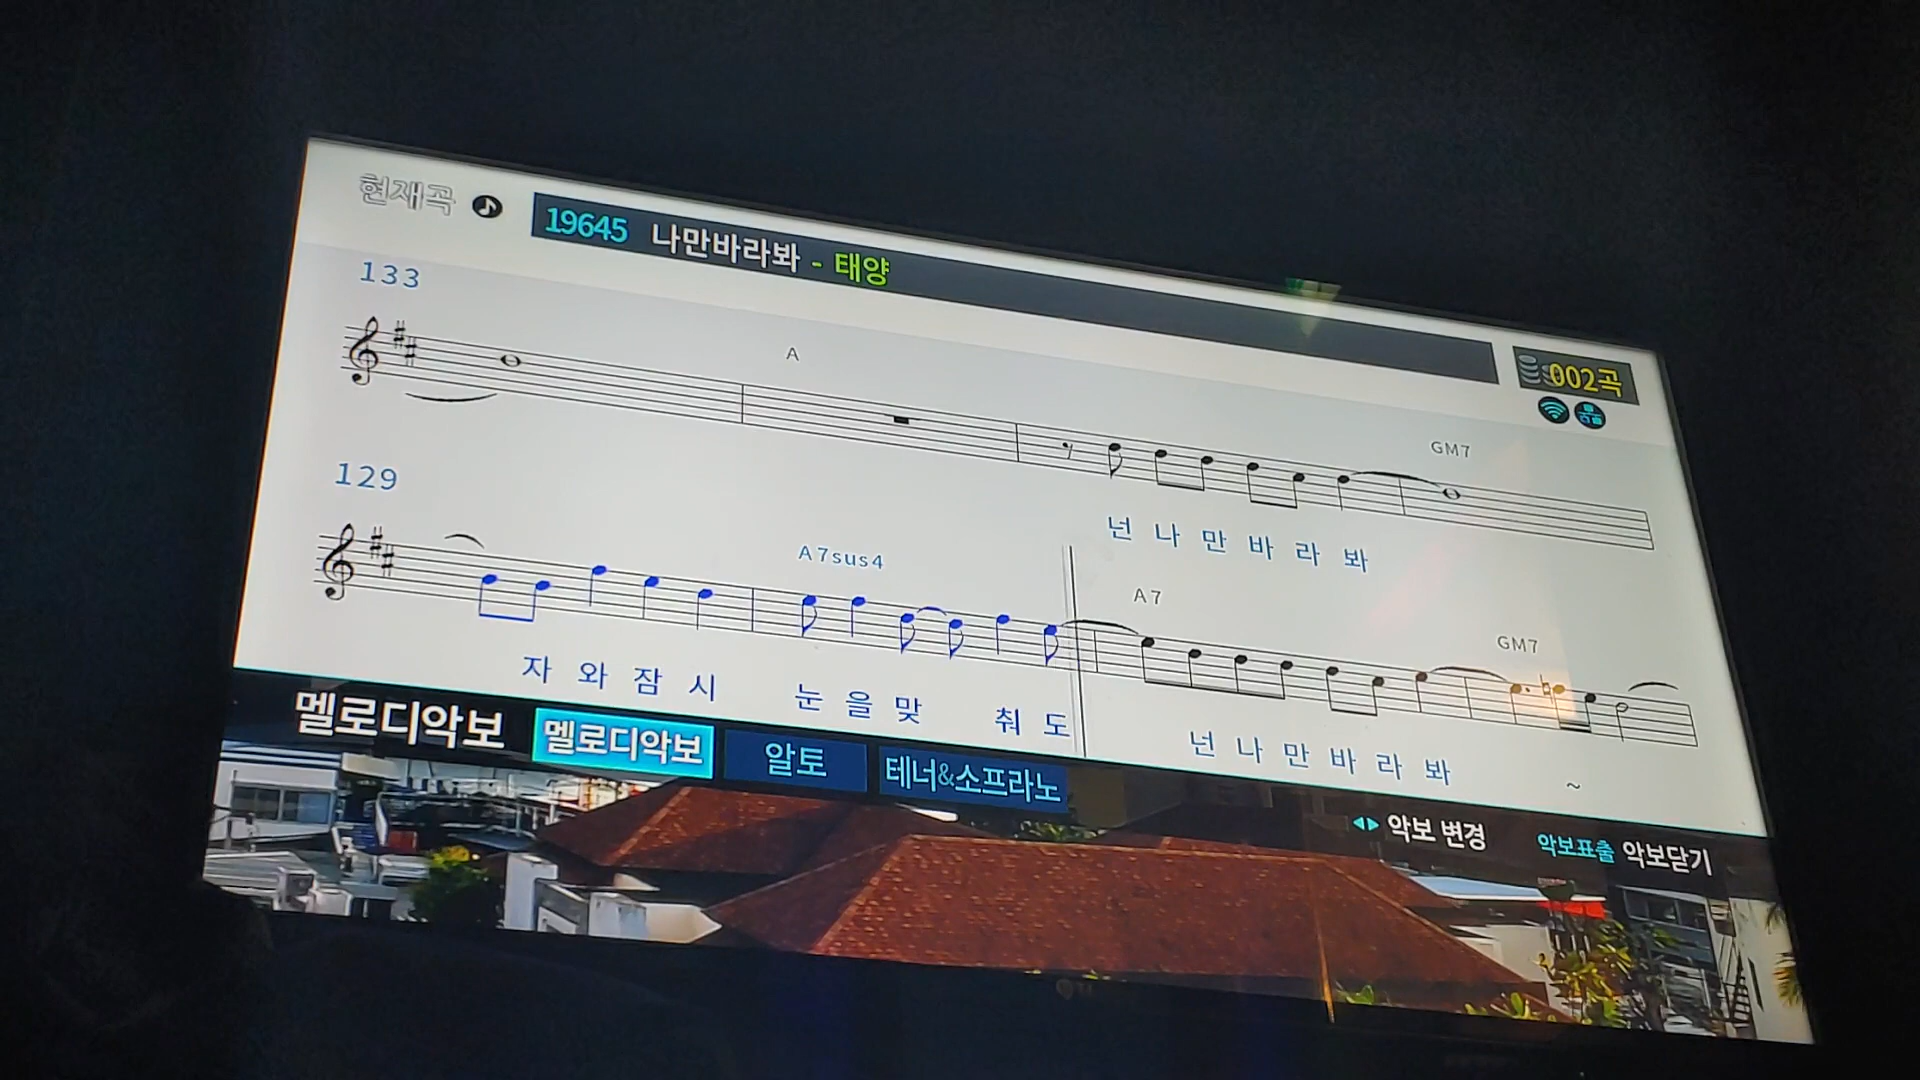 현재곡 19645 나만바라봐 - 태양
002곡
133
A GM7
넌 나 만 바 라 봐
129
A7sus4 A7 GM7
자 와 잠 시 눈 을 맞 춰 도 넌 나 만 바 라 봐 ~
멜로디악보 멜로디악보 알토 테너&소프라노
악보 변경 악보표출 악보닫기